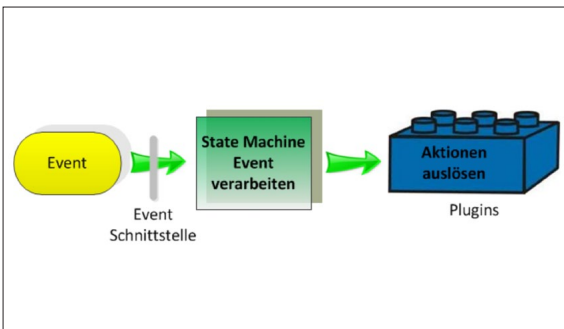 Event
Event
Schnittstelle
State Machine
Event
verarbeiten
Aktionen
auslösen
Plugins